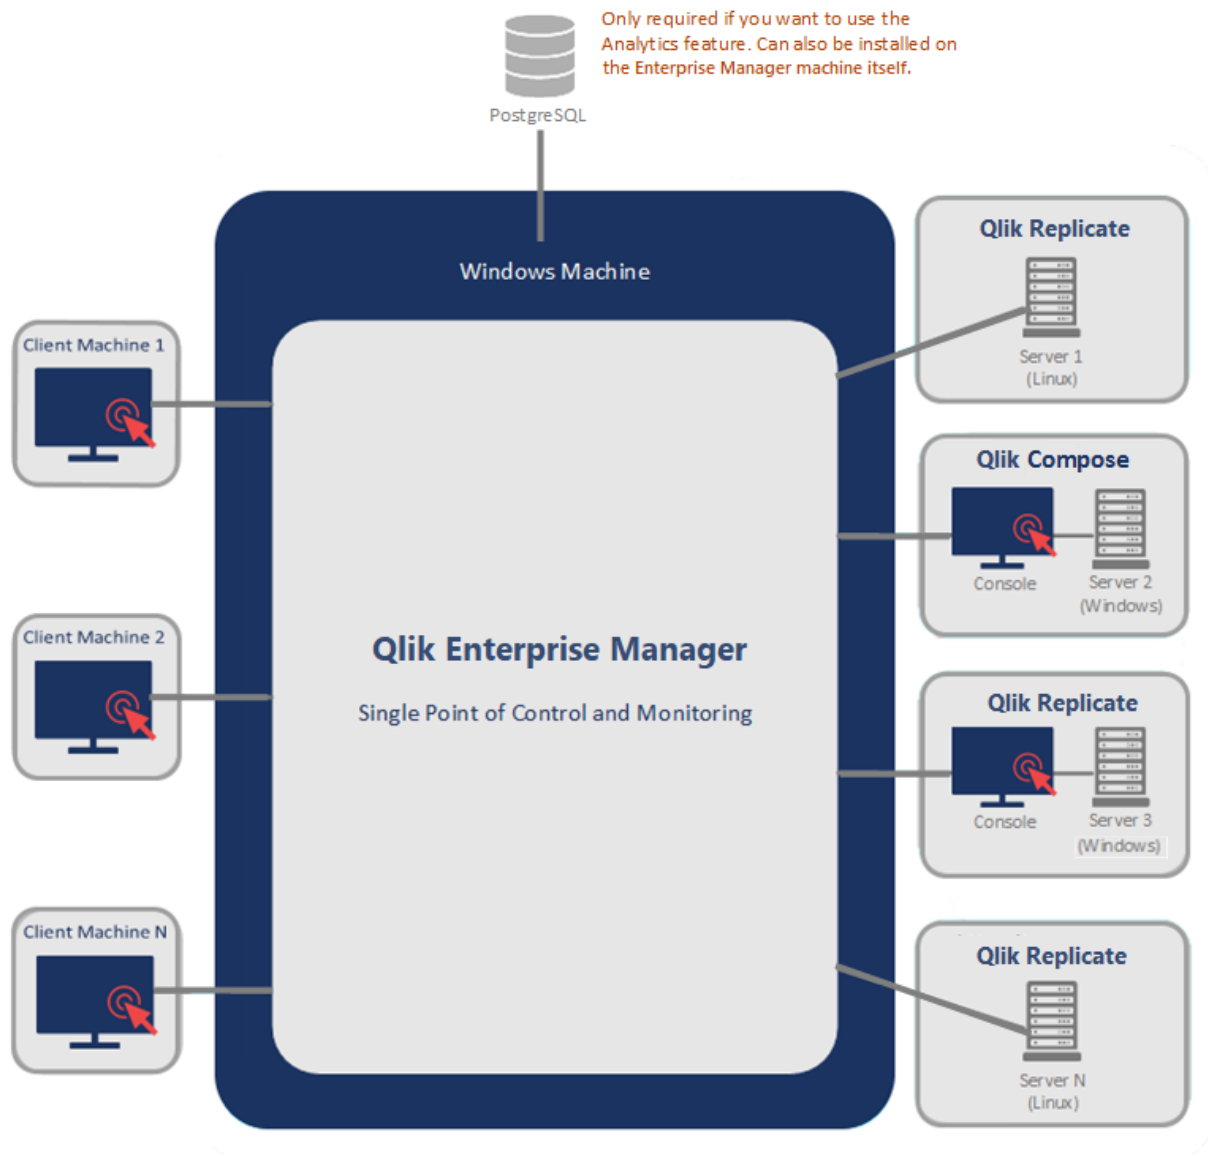 Only required if you want to use the
Analytics feature. Can also be installed on
the Enterprise Manager machine itself.
PostgreSQL
Windows Machine
Client Machine 1
Client Machine 2
Client Machine N
Qlik Enterprise Manager
Single Point of Control and Monitoring
Qlik Replicate
Server 1
(Linux)
Qlik Compose
Console
Server 2
(Windows)
Qlik Replicate
Console
Server 3
(Windows)
Qlik Replicate
Server N
(Linux)